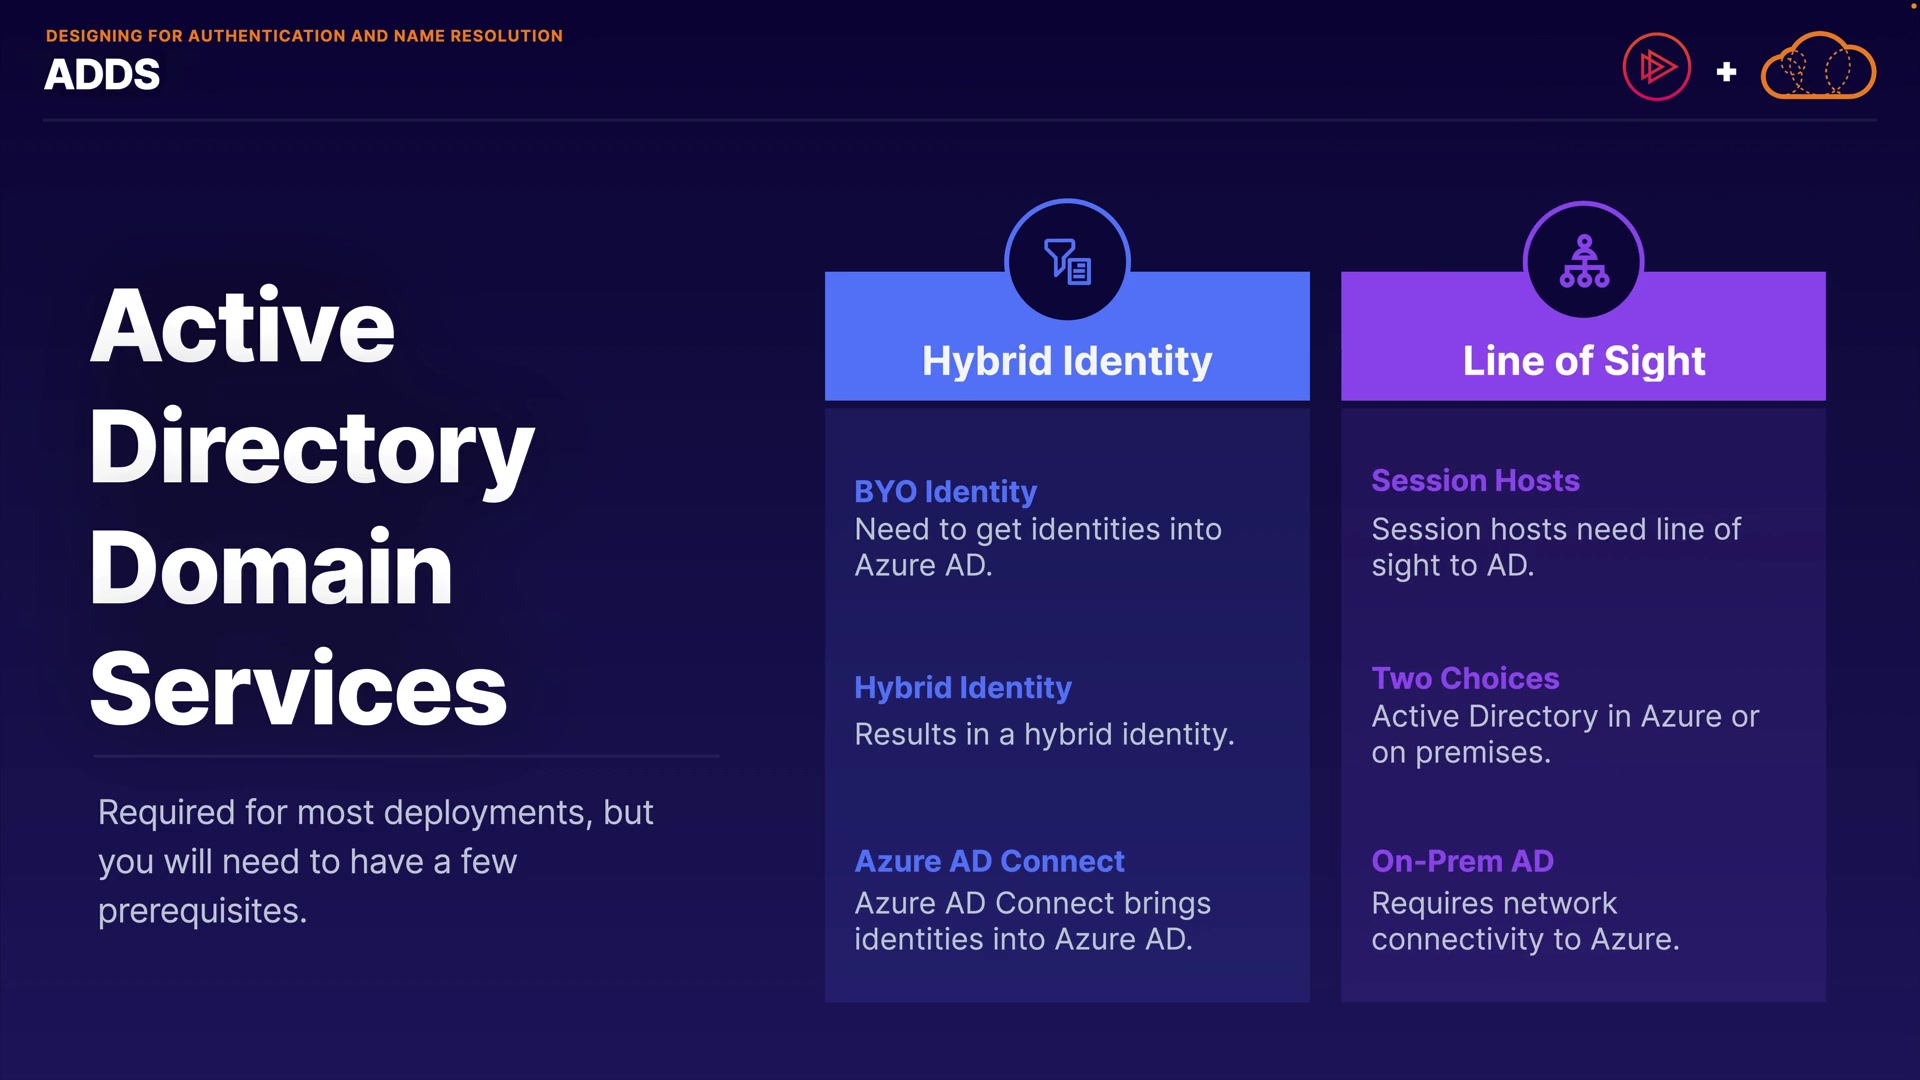 DESIGNING FOR AUTHENTICATION AND NAME RESOLUTION
ADDS
Active
Directory
Domain
Services
Required for most deployments, but
you will need to have a few
prerequisites.
Hybrid Identity
BYO Identity
Need to get identities into
Azure AD.
Hybrid Identity
Results in a hybrid identity.
Azure AD Connect
Azure AD Connect brings
identities into Azure AD.
Line of Sight
Session Hosts
Session hosts need line of
sight to AD.
Two Choices
Active Directory in Azure or
on premises.
On-Prem AD
Requires network
connectivity to Azure.